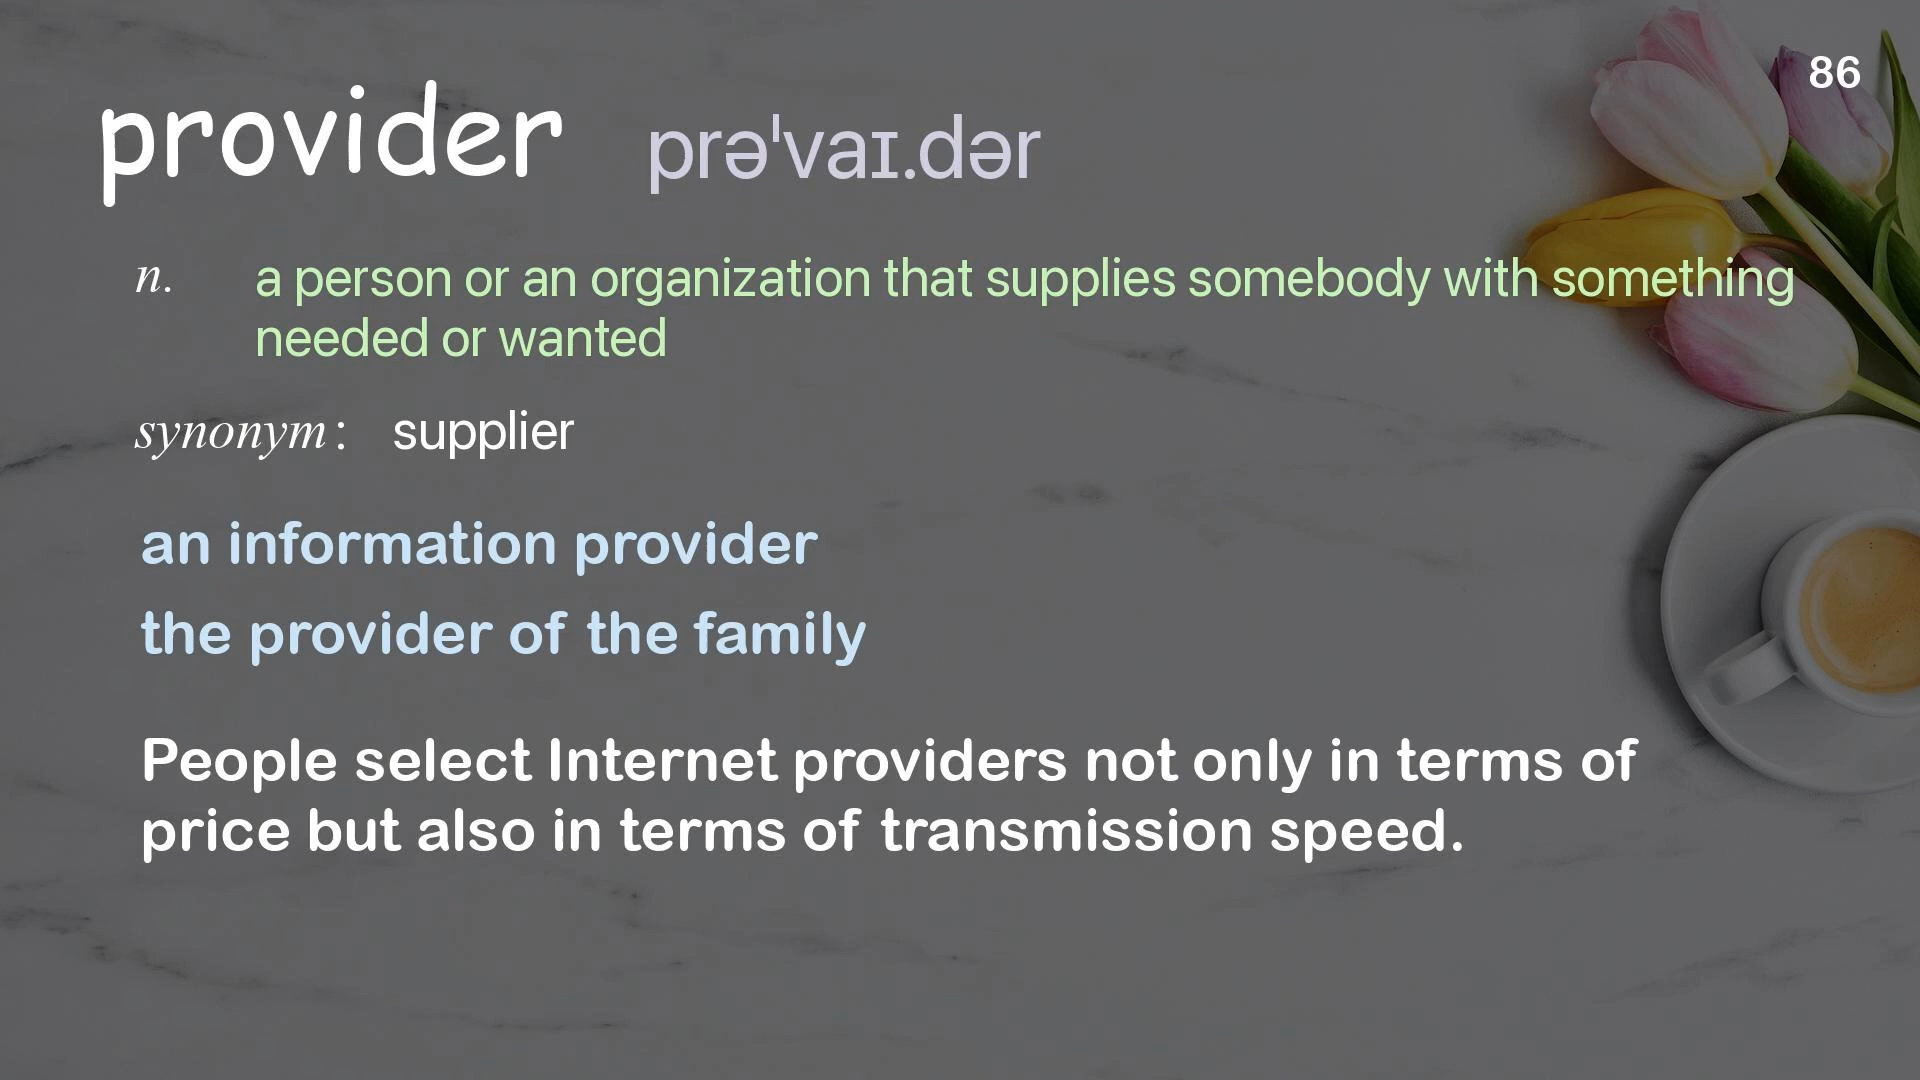 86
provider prəˈvaɪ.dər
n. a person or an organization that supplies somebody with something
needed or wanted
synonym: supplier
an information provider
the provider of the family
People select Internet providers not only in terms of
price but also in terms of transmission speed.